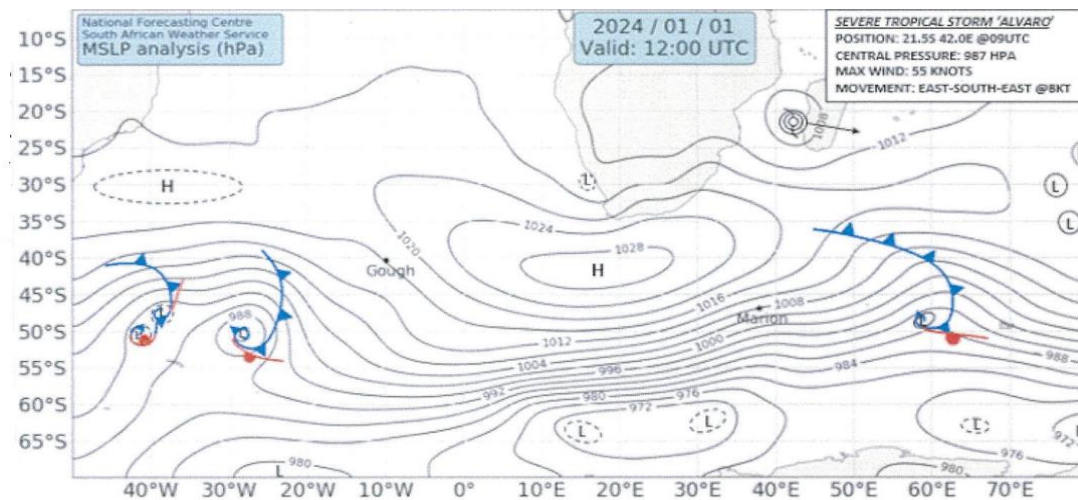 National Forecasting Centre
South African Weather Service
MSLP analysis (hPa)
2024 / 01 / 01
Valid: 12:00 UTC
SEVERE TROPICAL STORM 'ALVARO'
POSITION: 21.5S 42.0E @09UTC
CENTRAL PRESSURE: 987 HPA
MAX WIND: 55 KNOTS
MOVEMENT: EAST-SOUTH-EAST @8KT
10°S
15°S
20°S
25°S
30°S
35°S
40°S
45°S
50°S
55°S
60°S
65°S
1008
1012
H
L
L
L
1024
1020
1028
H
Gough
1016
1008
Marion
988
1012
1000
1004
996
992
984
988
980
976
972
972
976
980
980
L
L
L
L
L
L
40°W
30°W
20°W
10°W
0°
10°E
20°E
30°E
40°E
50°E
60°E
70°E